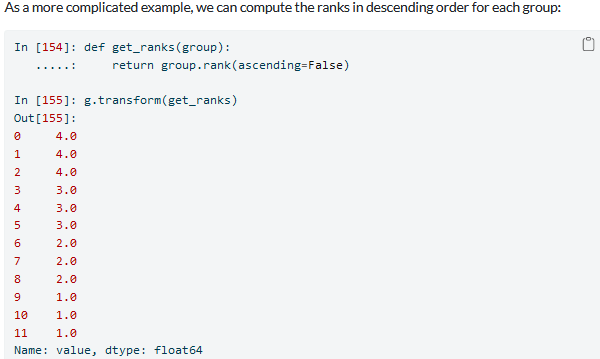 As a more complicated example, we can compute the ranks in descending order for each group:
In [154]: def get_ranks(group):
.....:     return group.rank(ascending=False)
In [155]: g.transform(get_ranks)
Out[155]:
0     4.0
1     4.0
2     4.0
3     3.0
4     3.0
5     3.0
6     2.0
7     2.0
8     2.0
9     1.0
10    1.0
11    1.0
Name: value, dtype: float64